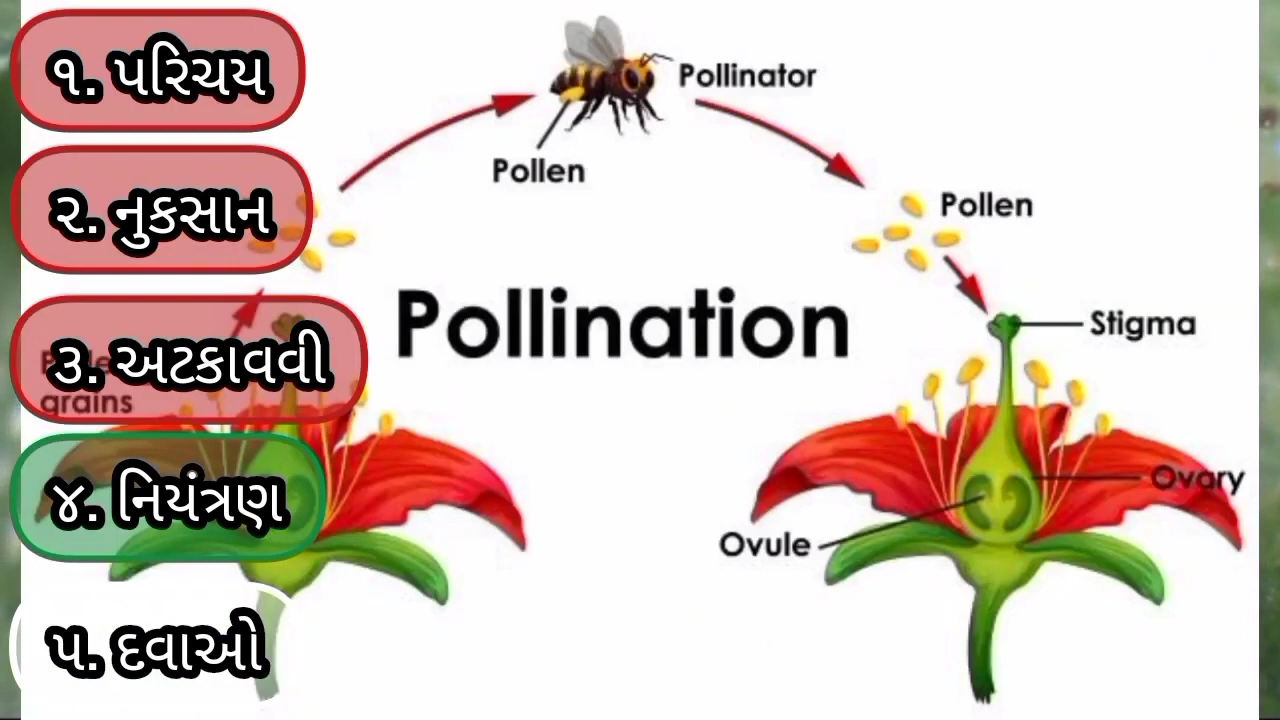 ૧. પરિચય
૨. નુકસાન
૩. અટકાવવી
૪. નિયંત્રણ
૫. દવાઓ
Pollinator
Pollen
Pollen
Pollination
Stigma
grains
Ovary
Ovule